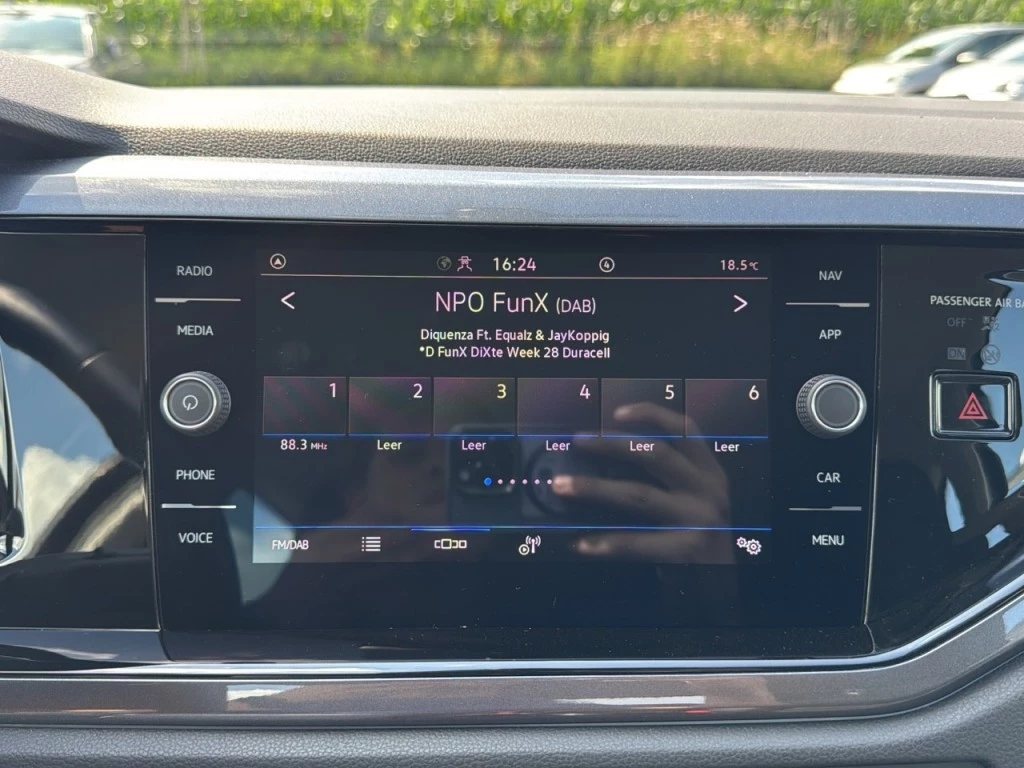 RADIO
MEDIA
PHONE
VOICE
16:24
4
18.5°C
< NPO FunX (DAB) >
Diquenza Ft. Equalz & JayKoppig
*D FunX DiXte Week 28 Duracell
1 2 3 4 5 6
88.3 MHz Leer Leer Leer Leer Leer
FM/DAB
NAV
APP
CAR
MENU
PASSENGER AIR BA
OFF
ON